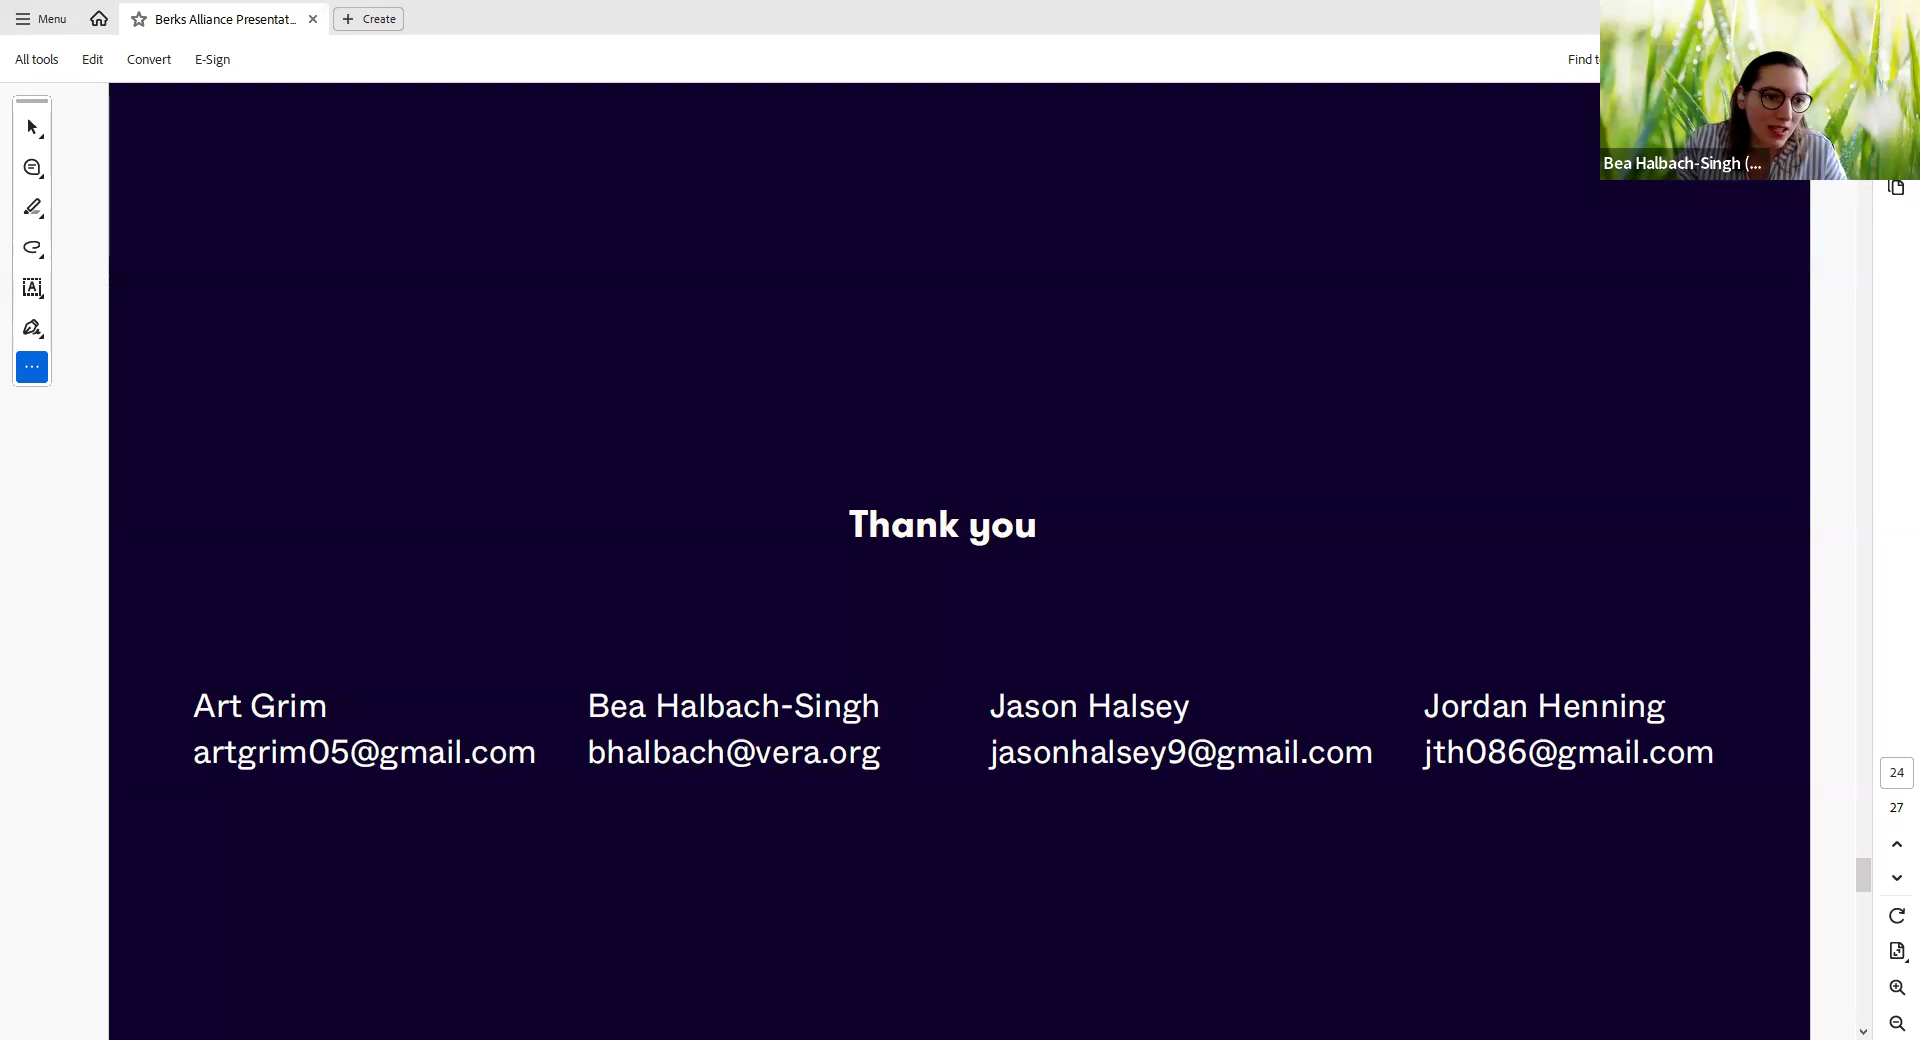 Menu
Berks Alliance Presentat...
Create
All tools
Edit
Convert
E-Sign
Find t
Bea Halbach-Singh (...
Thank you
Art Grim
artgrim05@gmail.com
Bea Halbach-Singh
bhalbach@vera.org
Jason Halsey
jasonhalsey9@gmail.com
Jordan Henning
jth086@gmail.com
24
27